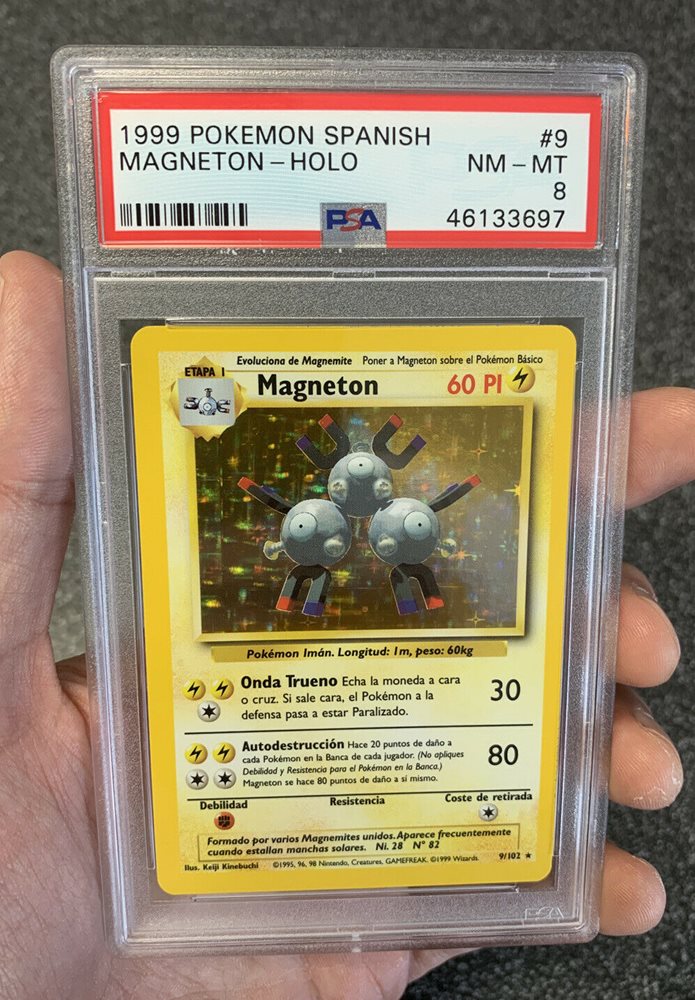 1999 POKEMON SPANISH #9
MAGNETON – HOLO NM – MT
8
PSA 46133697
Evoluciona de Magnemite Poner a Magneton sobre el Pokémon Básico
ETAPA 1
Magneton 60 PI
Pokémon Imán. Longitud: 1m, peso: 60kg
Onda Trueno Echa la moneda a cara
o cruz. Si sale cara, el Pokémon a la
defensa pasa a estar Paralizado.
30
Autodestrucción Hace 20 puntos de daño a
cada Pokémon en la Banca de cada jugador. (No apliques
Debilidad y Resistencia para el Pokémon en la Banca.)
Magneton se hace 80 puntos de daño a sí mismo.
80
Debilidad Resistencia Coste de retirada
Formado por varios Magnemites unidos. Aparece frecuentemente
cuando estallan manchas solares. Ni. 28 N° 82
Ilus. Keiji Kinebuchi ©1995, 96, 98 Nintendo, Creatures, GAMEFREAK. ©1999 Wizards. 9/102 ★
PSA